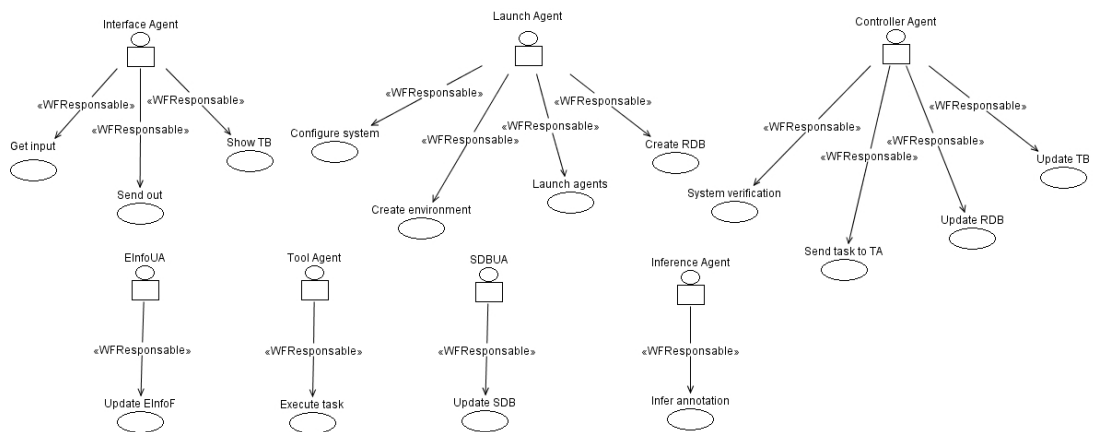 Interface Agent
Launch Agent
Controller Agent
«WFResponsable»
«WFResponsable»
«WFResponsable»
Get input
Send out
Show TB
«WFResponsable»
«WFResponsable»
«WFResponsable»
«WFResponsable»
Configure system
Create environment
Launch agents
Create RDB
«WFResponsable»
«WFResponsable»
«WFResponsable»
«WFResponsable»
System verification
Send task to TA
Update RDB
Update TB
EInfoUA
Tool Agent
SDBUA
Inference Agent
«WFResponsable»
«WFResponsable»
«WFResponsable»
«WFResponsable»
Update EInfoF
Execute task
Update SDB
Infer annotation